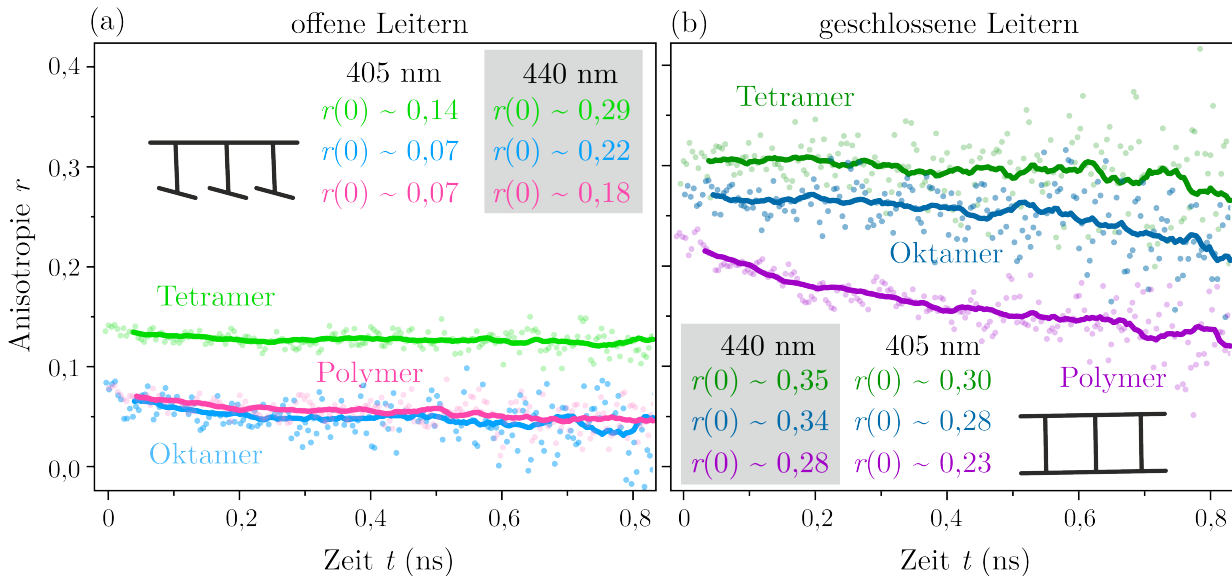 (a) offene Leitern
0,4
0,3
0,2
0,1
0,0
Anisotropie r
405 nm
r(0) ~ 0,14
r(0) ~ 0,07
r(0) ~ 0,07
440 nm
r(0) ~ 0,29
r(0) ~ 0,22
r(0) ~ 0,18
Tetramer
Polymer
Oktamer
0 0,2 0,4 0,6 0,8
Zeit t (ns)
(b) geschlossene Leitern
Tetramer
Oktamer
440 nm
r(0) ~ 0,35
r(0) ~ 0,34
r(0) ~ 0,28
405 nm
r(0) ~ 0,30
r(0) ~ 0,28
r(0) ~ 0,23
Polymer
0 0,2 0,4 0,6 0,8
Zeit t (ns)